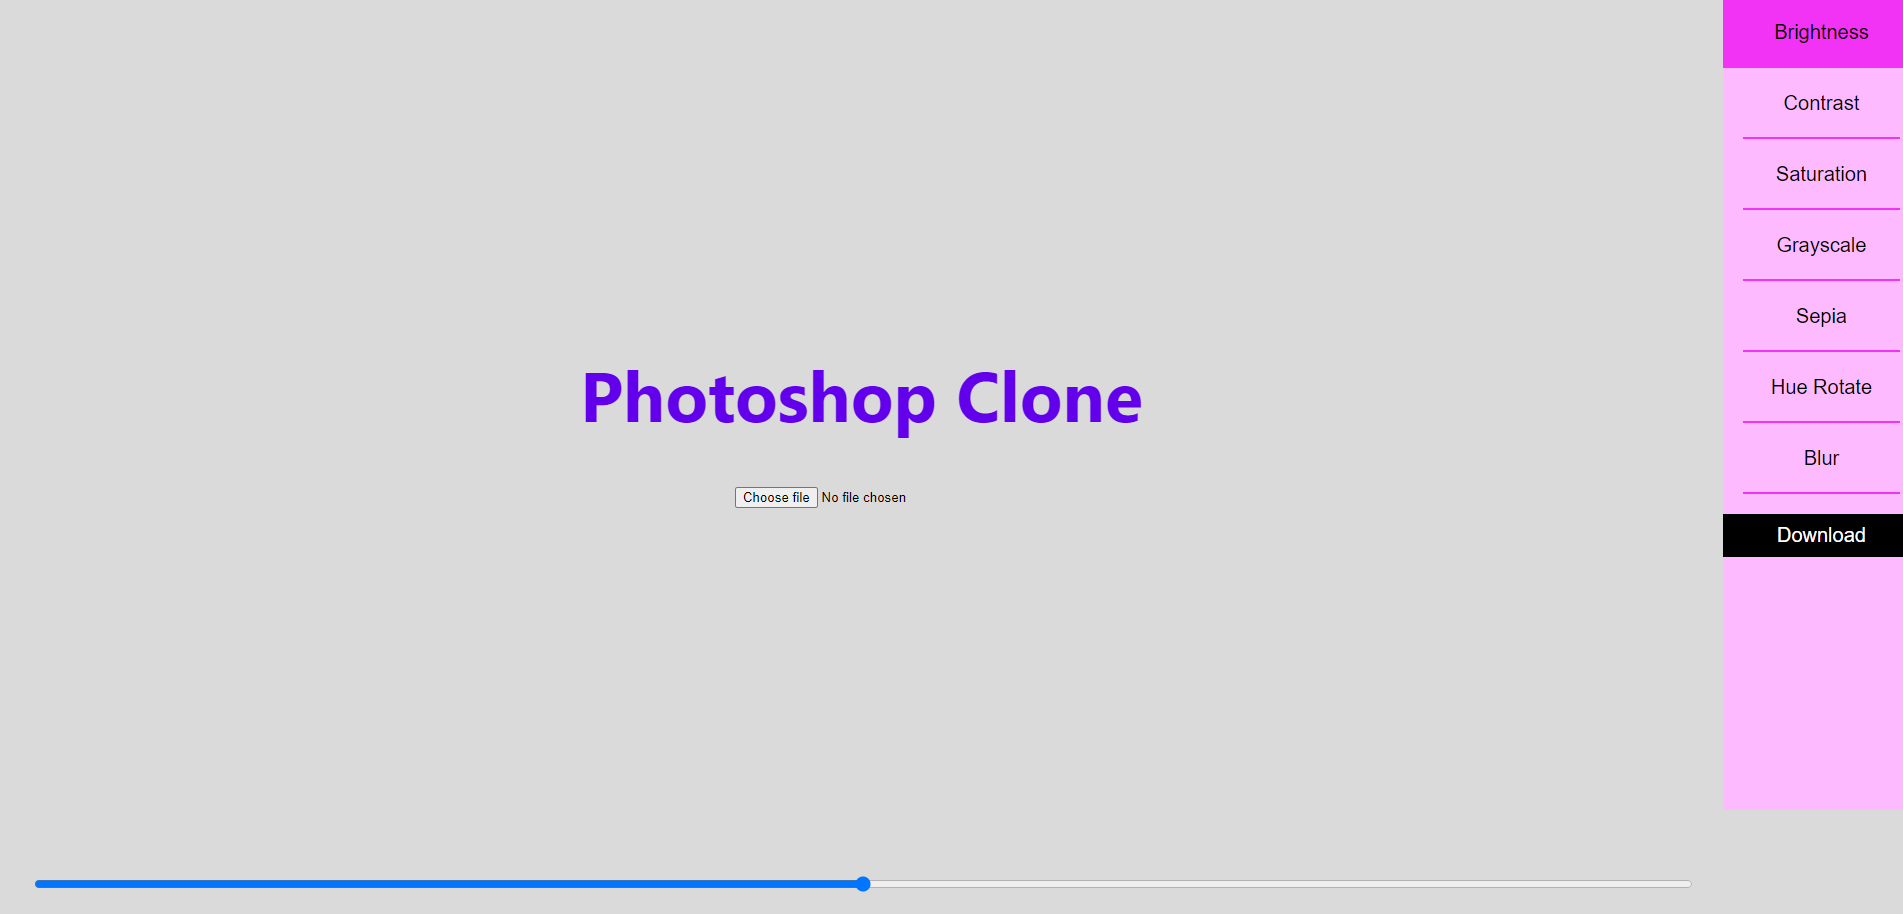 Photoshop Clone
Choose file No file chosen
Brightness
Contrast
Saturation
Grayscale
Sepia
Hue Rotate
Blur
Download